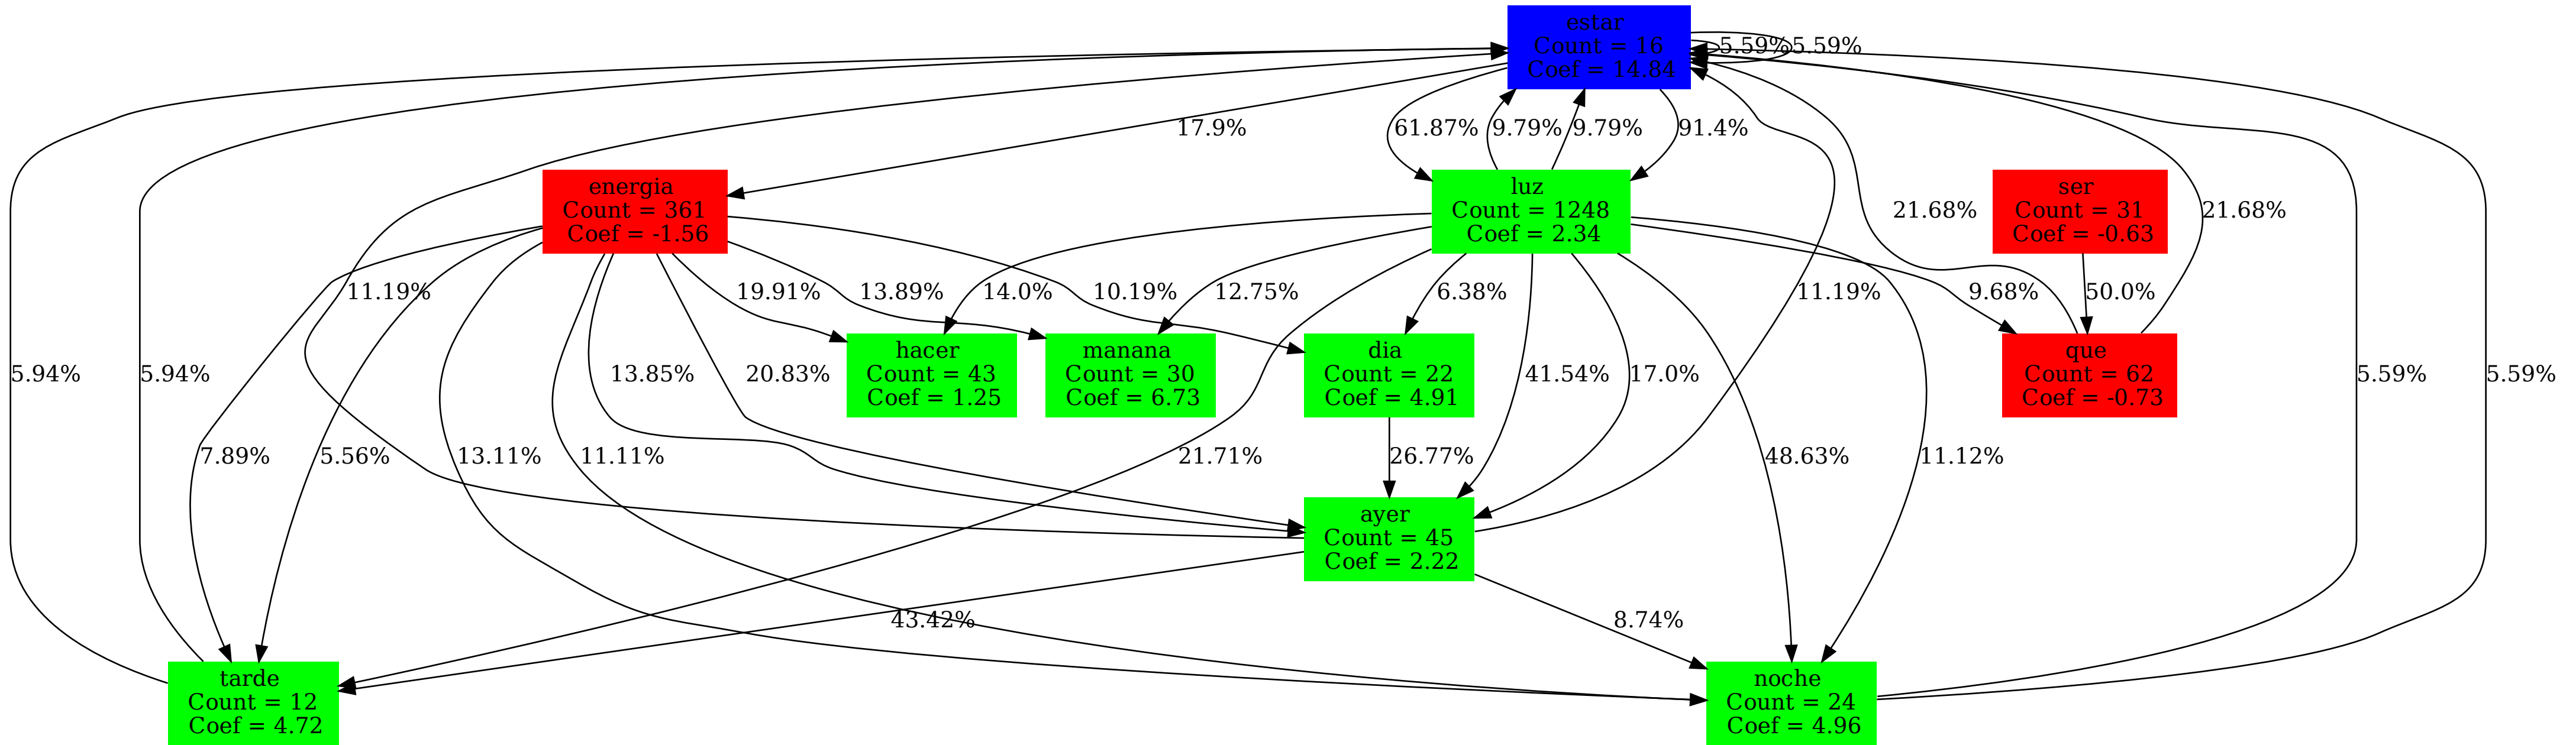 estar
Count = 16
Coef = 14.84
5.59%
5.59%
17.9%
61.87%
9.79%
9.79%
91.4%
energia
Count = 361
Coef = -1.56
luz
Count = 1248
Coef = 2.34
21.68%
ser
Count = 31
Coef = -0.63
21.68%
11.19%
19.91%
13.89%
14.0%
10.19%
12.75%
6.38%
11.19%
9.68%
50.0%
5.94%
5.94%
13.85%
20.83%
hacer
Count = 43
Coef = 1.25
manana
Count = 30
Coef = 6.73
dia
Count = 22
Coef = 4.91
41.54%
17.0%
que
Count = 62
Coef = -0.73
5.59%
5.59%
7.89%
5.56%
13.11%
11.11%
21.71%
26.77%
48.63%
11.12%
ayer
Count = 45
Coef = 2.22
43.42%
8.74%
tarde
Count = 12
Coef = 4.72
noche
Count = 24
Coef = 4.96